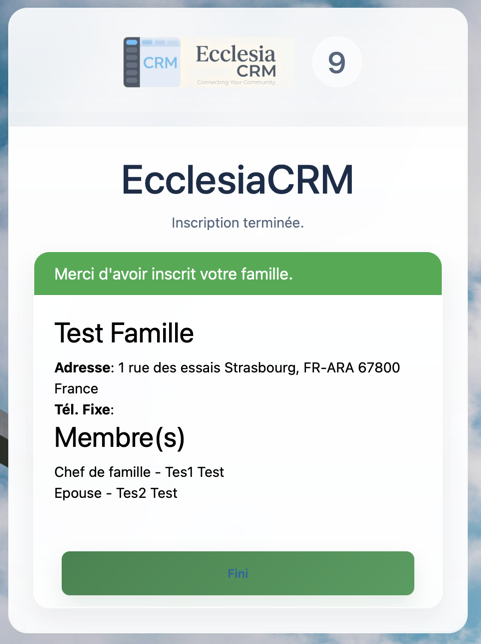 CRM
Ecclesia
CRM
Connecting Your Community
9
EcclesiaCRM
Inscription terminée.
Merci d'avoir inscrit votre famille.
Test Famille
Adresse: 1 rue des essais Strasbourg, FR-ARA 67800
France
Tél. Fixe:
Membre(s)
Chef de famille - Tes1 Test
Epouse - Tes2 Test
Fini